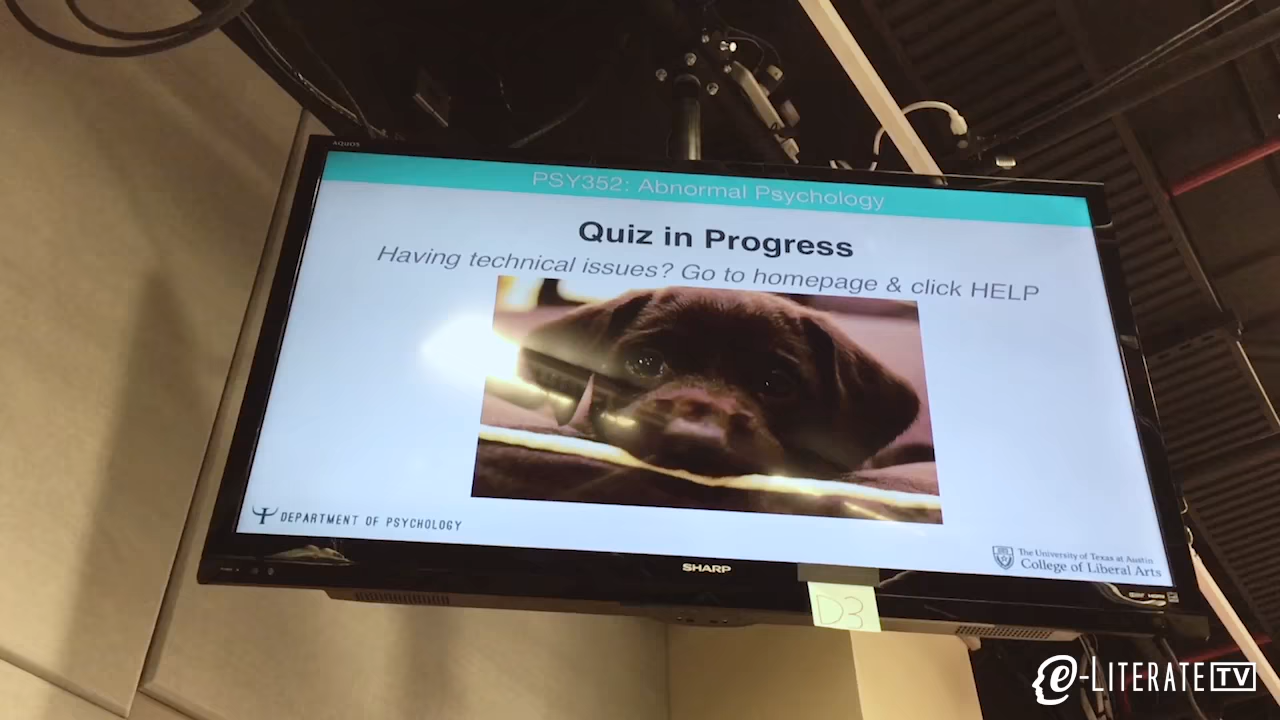 AQUOS
PSY352: Abnormal Psychology
Quiz in Progress
Having technical issues? Go to homepage & click HELP
DEPARTMENT OF PSYCHOLOGY
The University of Texas at Austin
College of Liberal Arts
SHARP
D3
e-LITERATE TV